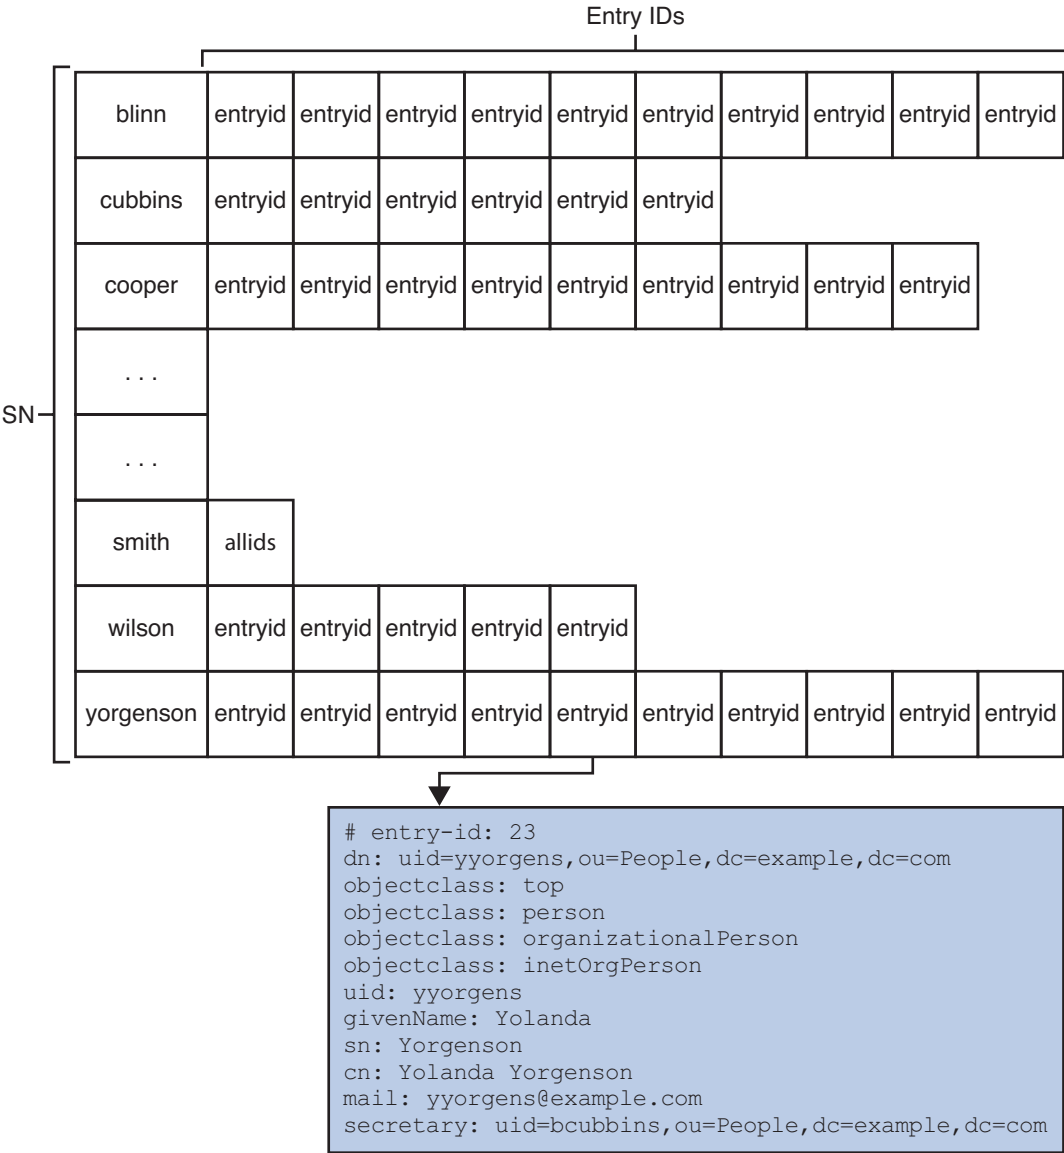 Entry IDs
SN
blinn entryid entryid entryid entryid entryid entryid entryid entryid entryid entryid
cubbins entryid entryid entryid entryid entryid entryid
cooper entryid entryid entryid entryid entryid entryid entryid entryid entryid
. . .
. . .
smith allids
wilson entryid entryid entryid entryid entryid
yorgenson entryid entryid entryid entryid entryid entryid entryid entryid entryid entryid
# entry-id: 23
dn: uid=yyorgens,ou=People,dc=example,dc=com
objectclass: top
objectclass: person
objectclass: organizationalPerson
objectclass: inetOrgPerson
uid: yyorgens
givenName: Yolanda
sn: Yorgenson
cn: Yolanda Yorgenson
mail: yyorgens@example.com
secretary: uid=bcubbins,ou=People,dc=example,dc=com